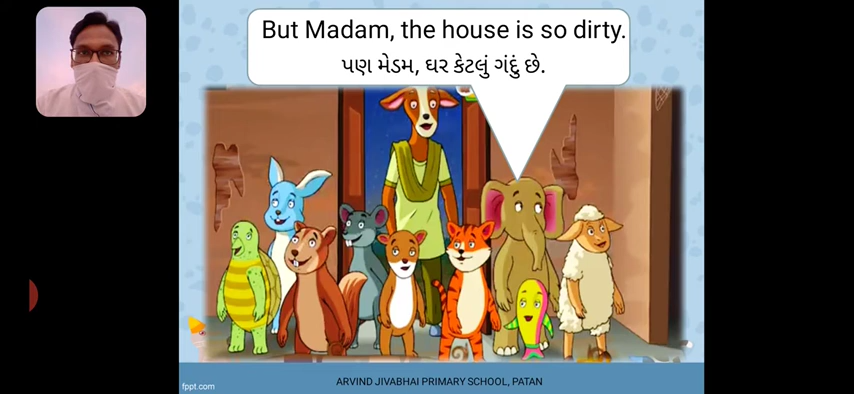 But Madam, the house is so dirty.
પણ મેડમ, ઘર કેટલું ગંદું છે.
fppt.com
ARVIND JIVABHAI PRIMARY SCHOOL, PATAN